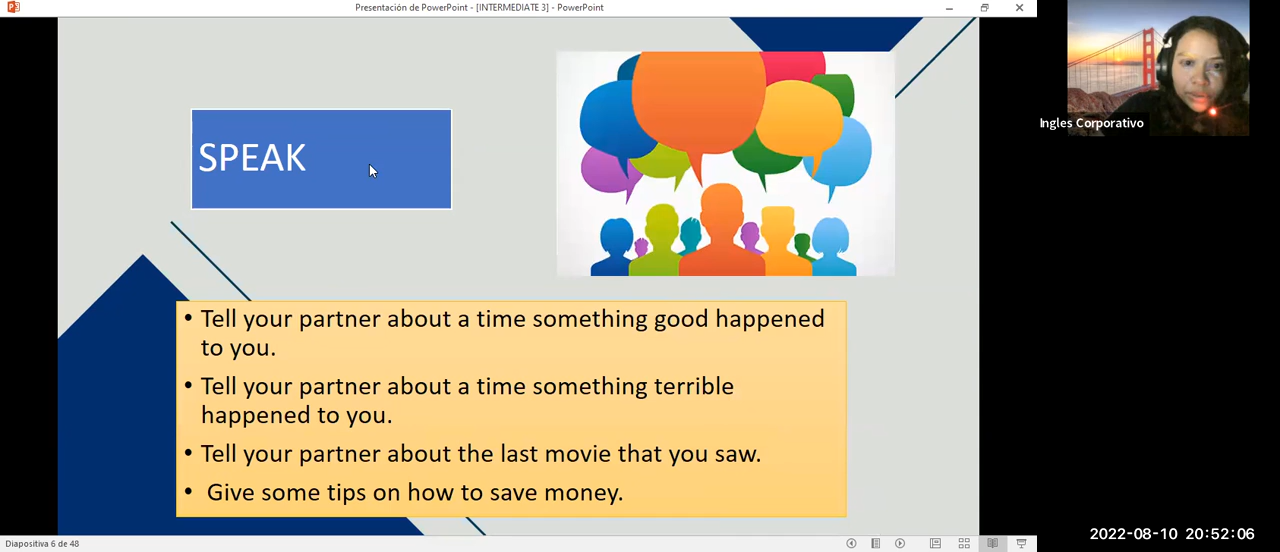 Presentación de PowerPoint - [INTERMEDIATE 3] - PowerPoint
Ingles Corporativo
SPEAK
• Tell your partner about a time something good happened
to you.
• Tell your partner about a time something terrible
happened to you.
• Tell your partner about the last movie that you saw.
• Give some tips on how to save money.
2022-08-10 20:52:06
Diapositiva 6 de 48